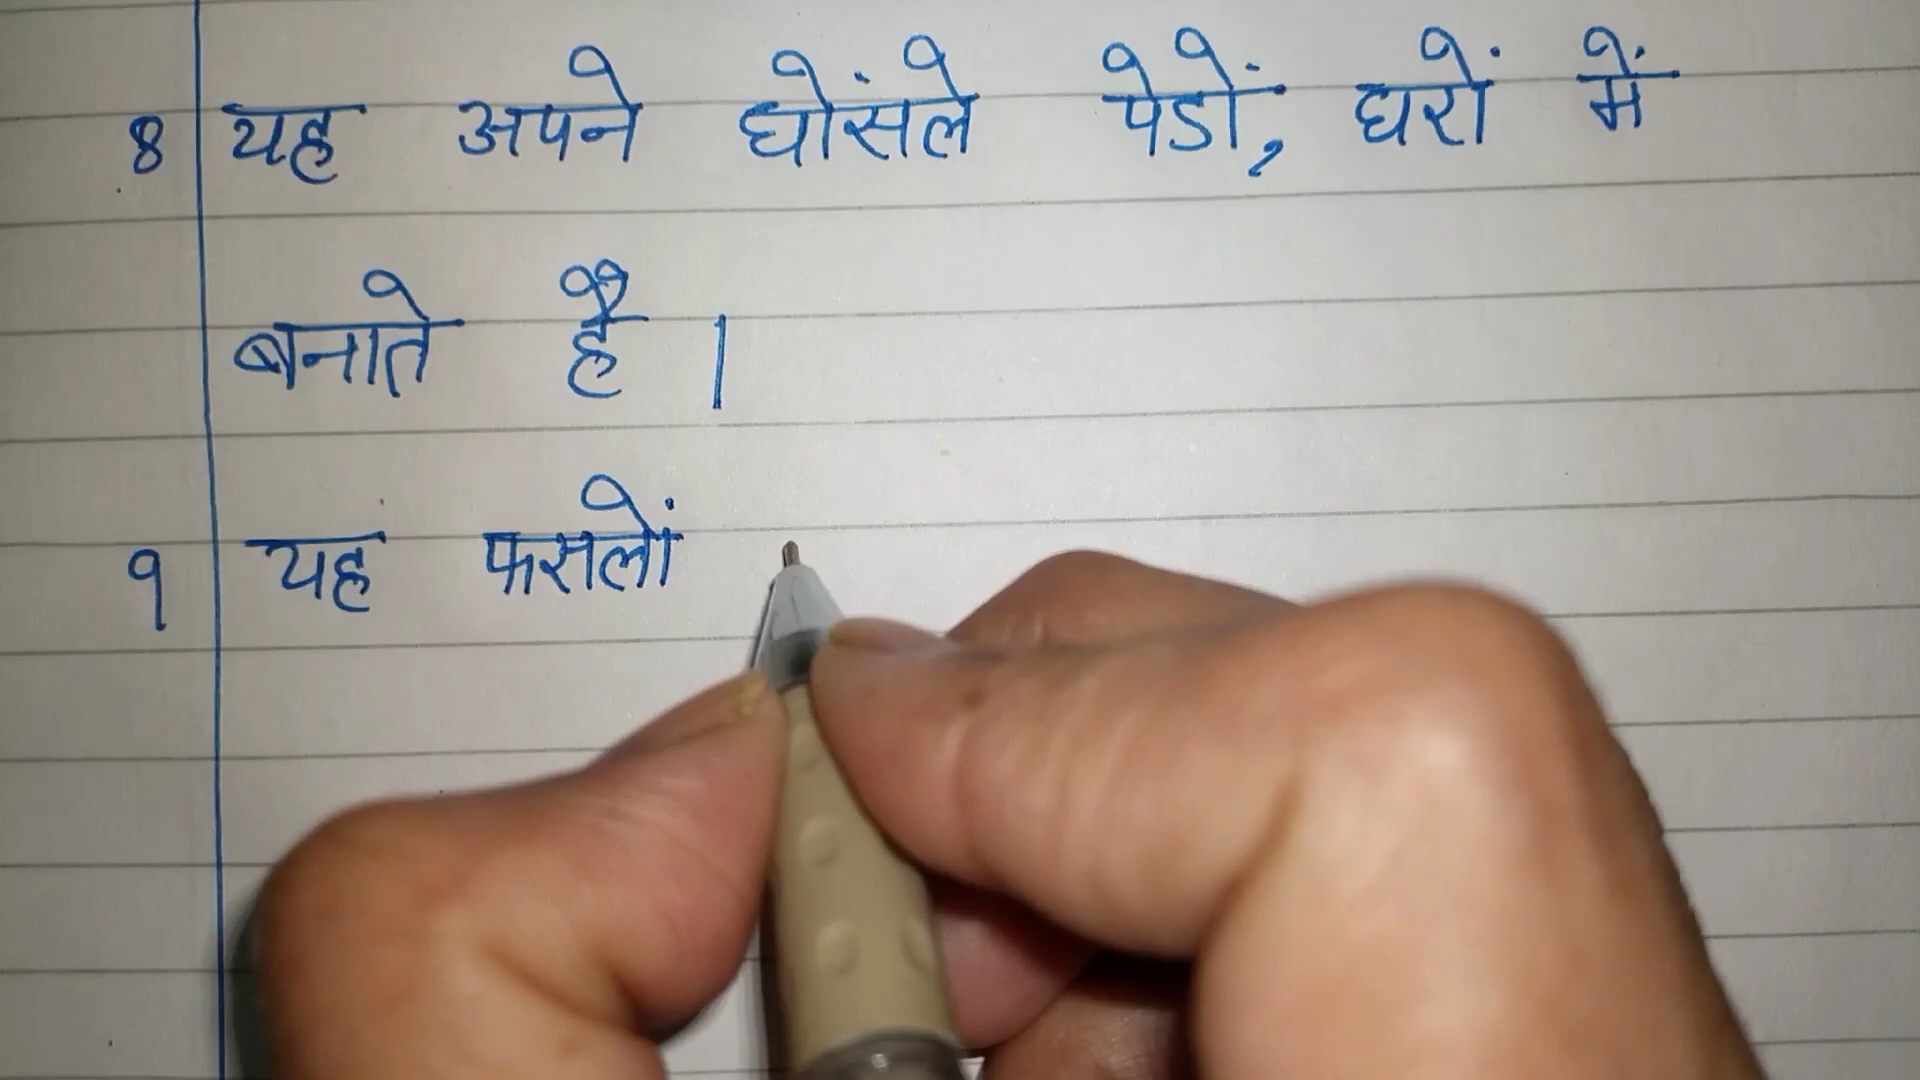 8 यह अपने घोंसले पेडों, घरों में
बनाते है ।
9 यह फसलों